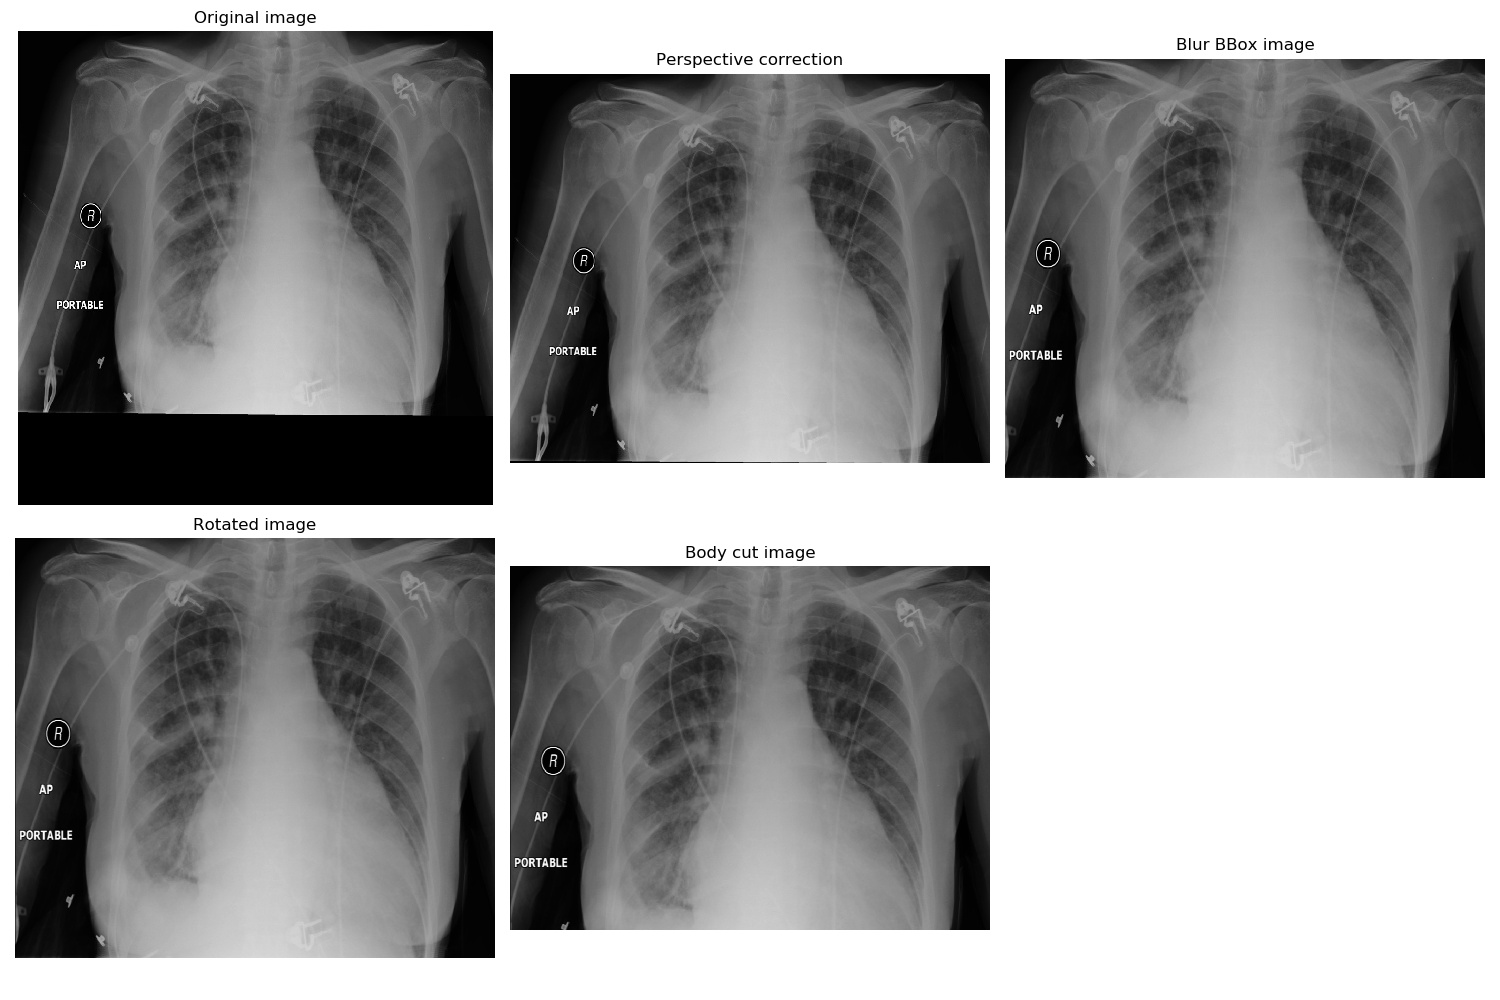 Original image
Perspective correction
Blur BBox image
R
AP
PORTABLE
R
AP
PORTABLE
R
AP
PORTABLE
Rotated image
Body cut image
R
AP
PORTABLE
R
AP
PORTABLE